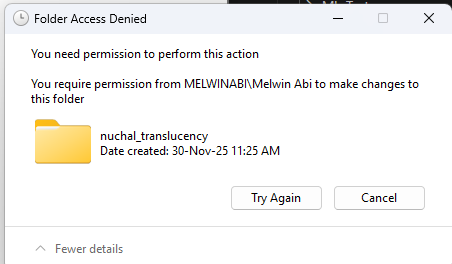 Folder Access Denied
You need permission to perform this action
You require permission from MELWINABI\Melwin Abi to make changes to
this folder
nuchal_translucency
Date created: 30-Nov-25 11:25 AM
Try Again
Cancel
Fewer details